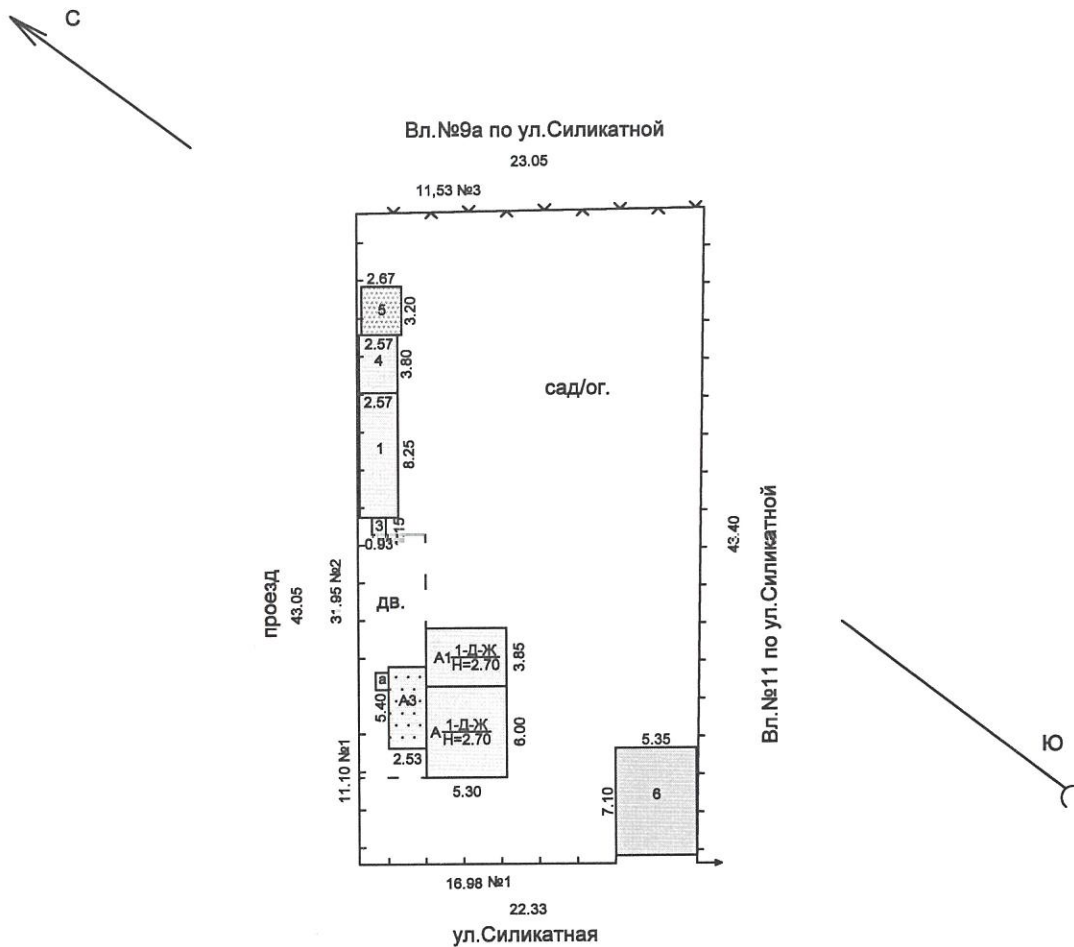 С
Вл.№9а по ул.Силикатной
23.05
11,53 №3
2.67
5
3.20
2.57
4
3.80
2.57
1
8.25
сад/ог.
3
0.93
проезд
43.05
31.95 №2
дв.
43.40
Вл.№11 по ул.Силикатной
А1 1-Д-Ж
Н=2.70
3.85
а
А3
5.40
2.53
А 1-Д-Ж
Н=2.70
6.00
5.30
11.10 №1
5.35
7.10
6
Ю
16.98 №1
22.33
ул.Силикатная